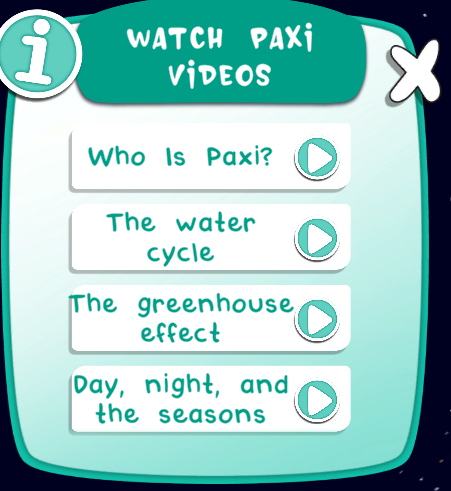 i
WATCH PAXi
ViDEOS
Who Is Paxi?
The water
cycle
The greenhouse
effect
Day, night, and
the seasons